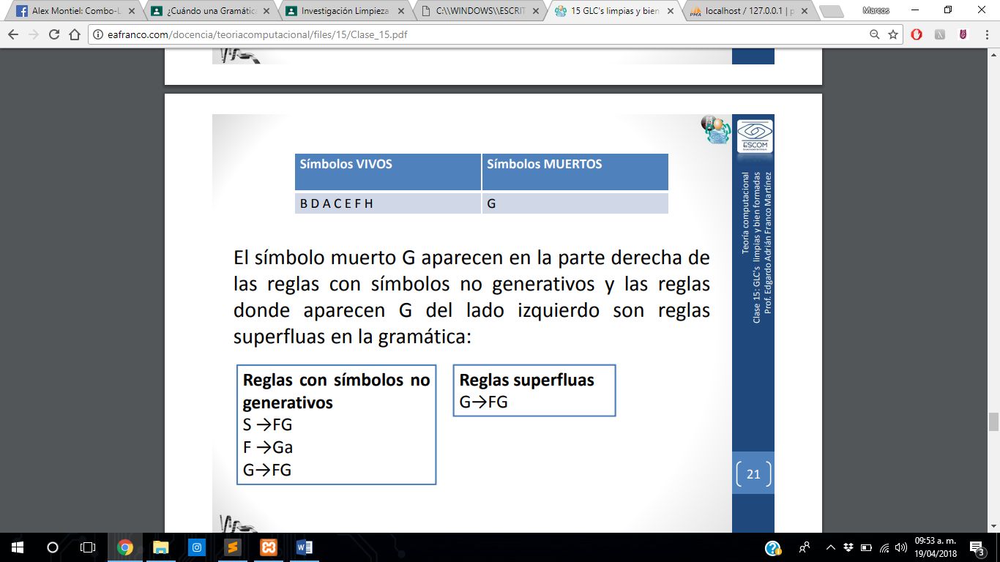 Alex Montiel: Combo-L
¿Cuándo una Gramátic
Investigación Limpieza
C:\\WINDOWS\\ESCRIT
15 GLC's limpias y bien
localhost / 127.0.0.1 | p
Marcos
eafranco.com/docencia/teoriacomputacional/files/15/Clase_15.pdf
ESCOM
Símbolos VIVOS
Símbolos MUERTOS
B D A C E F H
G
El símbolo muerto G aparecen en la parte derecha de
las reglas con símbolos no generativos y las reglas
donde aparecen G del lado izquierdo son reglas
superfluas en la gramática:
Reglas con símbolos no
generativos
S →FG
F →Ga
G→FG
Reglas superfluas
G→FG
Teoría computacional
Clase 15: GLC's limpias y bien formadas
Prof. Edgardo Adrián Franco Martínez
21
09:53 a. m.
19/04/2018
3